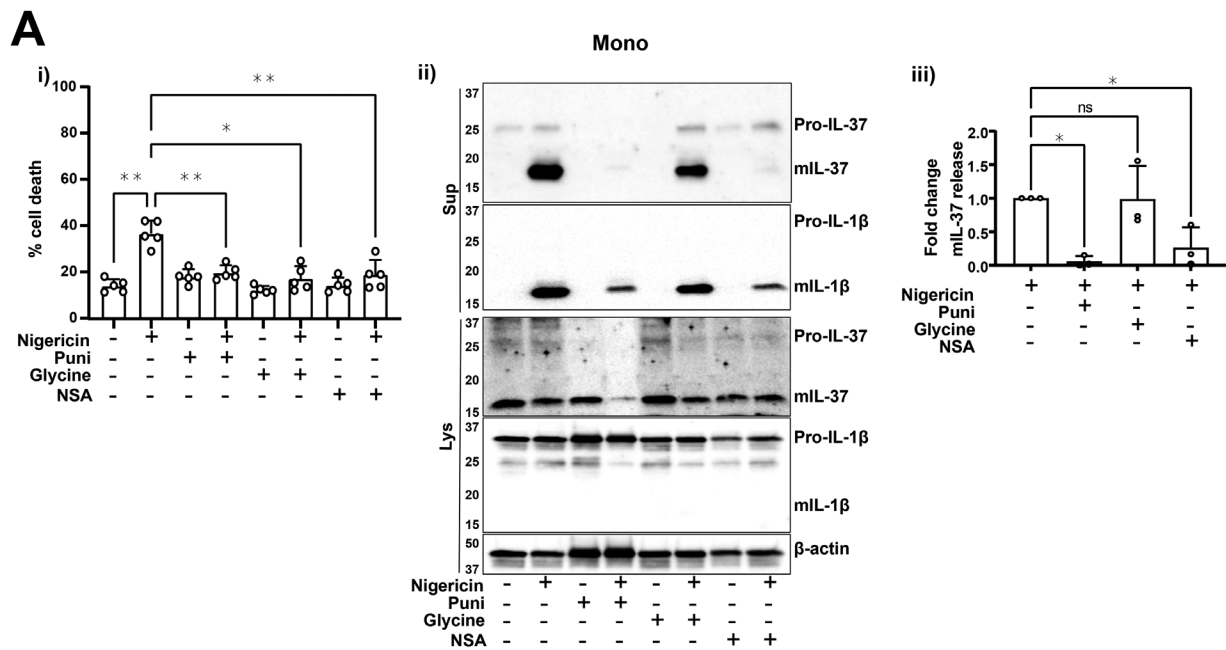 A
Mono
i)
% cell death
100
80
60
40
20
0
** 
*
**
**
Nigericin - + - + - + - +
Puni - - + + - - - -
Glycine - - - - + + - -
NSA - - - - - - + +
ii)
Sup
37
25
20
15
Pro-IL-37
mIL-37
37
25
20
15
Pro-IL-1β
mIL-1β
Lys
37
25
20
15
Pro-IL-37
mIL-37
37
25
20
15
Pro-IL-1β
mIL-1β
50
37
β-actin
Nigericin - + - + - + - +
Puni - - + + - - - -
Glycine - - - - + + - -
NSA - - - - - - + +
iii)
Fold change
mIL-37 release
2.0
1.5
1.0
0.5
0.0
*
ns
*
Nigericin + + + +
Puni +
Glycine +
NSA +